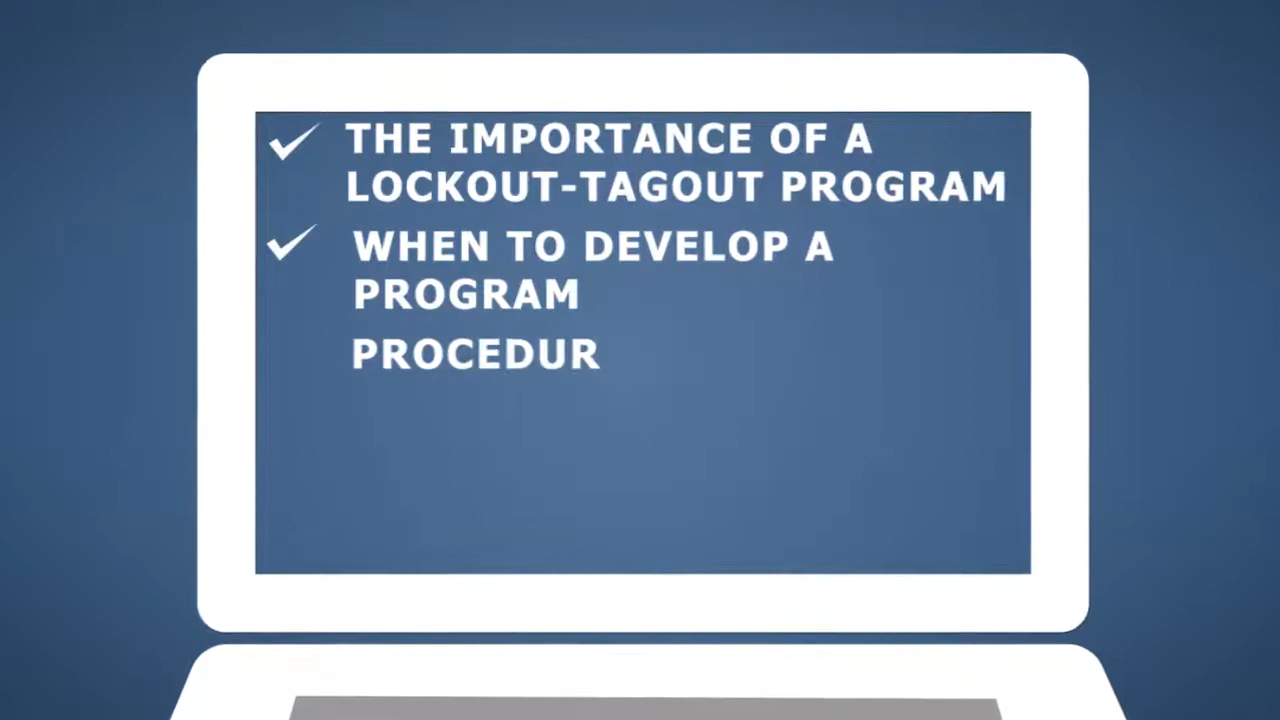 THE IMPORTANCE OF A
LOCKOUT-TAGOUT PROGRAM
WHEN TO DEVELOP A
PROGRAM
PROCEDUR